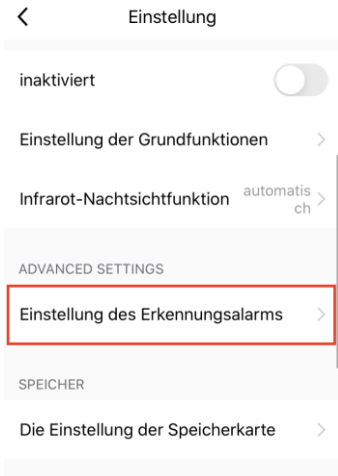 Einstellung
inaktiviert
Einstellung der Grundfunktionen
Infrarot-Nachtsichtfunktion automatis
ch
ADVANCED SETTINGS
Einstellung des Erkennungsalarms
SPEICHER
Die Einstellung der Speicherkarte